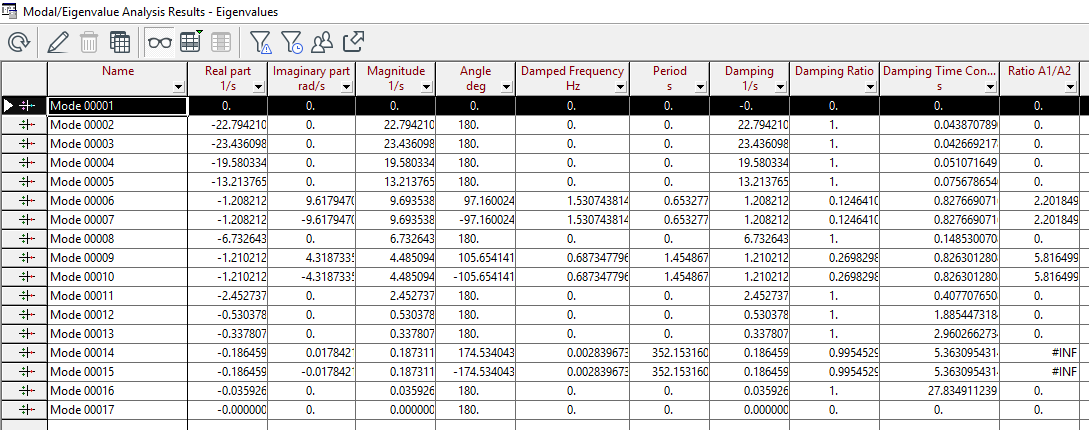 Modal/Eigenvalue Analysis Results - Eigenvalues
Name Real part Imaginary part Magnitude Angle Damped Frequency Period Damping Damping Ratio Damping Time Con... Ratio A1/A2
1/s rad/s 1/s deg Hz s 1/s s
Mode 00001 0. 0. 0. 0. 0. 0. -0. 0. 0. 0.
Mode 00002 -22.794210 0. 22.794210 180. 0. 0. 22.794210 1. 0.043870789 0.
Mode 00003 -23.436098 0. 23.436098 180. 0. 0. 23.436098 1. 0.042669217 0.
Mode 00004 -19.580334 0. 19.580334 180. 0. 0. 19.580334 1. 0.051071649 0.
Mode 00005 -13.213765 0. 13.213765 180. 0. 0. 13.213765 1. 0.075678654 0.
Mode 00006 -1.208212 9.6179470 9.693538 97.160024 1.530743814 0.653277 1.208212 0.1246410 0.827669071 2.201849
Mode 00007 -1.208212 -9.6179470 9.693538 -97.160024 1.530743814 0.653277 1.208212 0.1246410 0.827669071 2.201849
Mode 00008 -6.732643 0. 6.732643 180. 0. 0. 6.732643 1. 0.148530070 0.
Mode 00009 -1.210212 4.3187335 4.485094 105.654141 0.687347796 1.454867 1.210212 0.2698298 0.826301280 5.816499
Mode 00010 -1.210212 -4.3187335 4.485094 -105.654141 0.687347796 1.454867 1.210212 0.2698298 0.826301280 5.816499
Mode 00011 -2.452737 0. 2.452737 180. 0. 0. 2.452737 1. 0.407707650 0.
Mode 00012 -0.530378 0. 0.530378 180. 0. 0. 0.530378 1. 1.885447318 0.
Mode 00013 -0.337807 0. 0.337807 180. 0. 0. 0.337807 1. 2.960266273 0.
Mode 00014 -0.186459 0.0178421 0.187311 174.534043 0.002839673 352.153160 0.186459 0.9954529 5.363095431 #INF
Mode 00015 -0.186459 -0.0178421 0.187311 -174.534043 0.002839673 352.153160 0.186459 0.9954529 5.363095431 #INF
Mode 00016 -0.035926 0. 0.035926 180. 0. 0. 0.035926 1. 27.834911239 0.
Mode 00017 -0.000000 0. 0.000000 180. 0. 0. 0.000000 0. 0. 0.